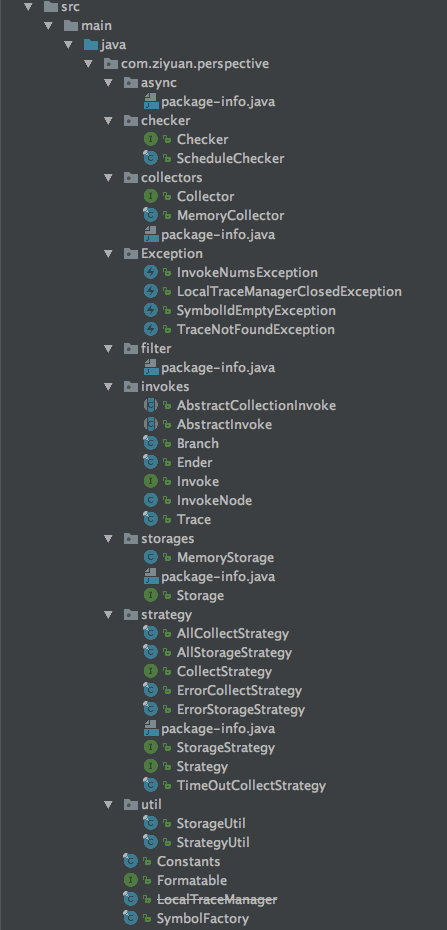 src
main
java
com.ziyuan.perspective
async
package-info.java
checker
Checker
ScheduleChecker
collectors
Collector
MemoryCollector
package-info.java
Exception
InvokeNumsException
LocalTraceManagerClosedException
SymbolIdEmptyException
TraceNotFoundException
filter
package-info.java
invokes
AbstractCollectionInvoke
AbstractInvoke
Branch
Ender
Invoke
InvokeNode
Trace
storages
MemoryStorage
package-info.java
Storage
strategy
AllCollectStrategy
AllStorageStrategy
CollectStrategy
ErrorCollectStrategy
ErrorStorageStrategy
package-info.java
StorageStrategy
Strategy
TimeOutCollectStrategy
util
StorageUtil
StrategyUtil
Constants
Formatable
LocalTraceManager
SymbolFactory